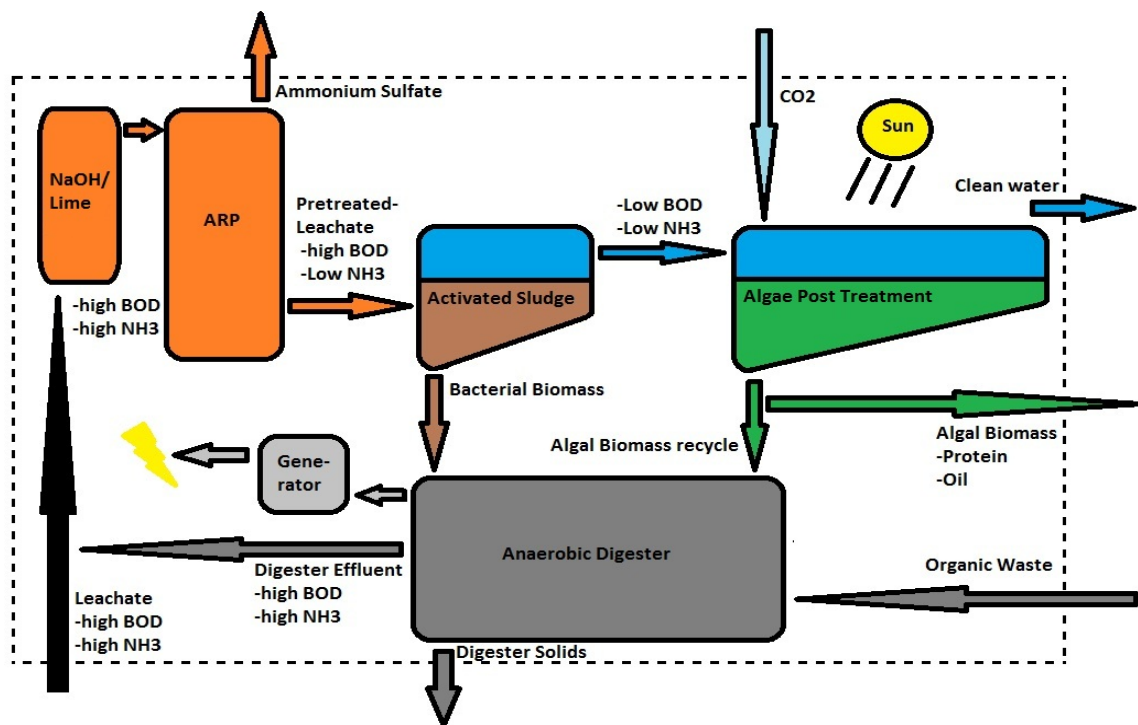 Ammonium Sulfate
CO2
Sun
NaOH/
Lime
ARP
Clean water
Pretreated-
Leachate
-high BOD
-Low NH3
-Low BOD
-Low NH3
-high BOD
-high NH3
Activated Sludge
Algae Post Treatment
Bacterial Biomass
Algal Biomass recycle
Algal Biomass
-Protein
-Oil
Gene-
rator
Anaerobic Digester
Organic Waste
Digester Effluent
-high BOD
-high NH3
Leachate
-high BOD
-high NH3
Digester Solids